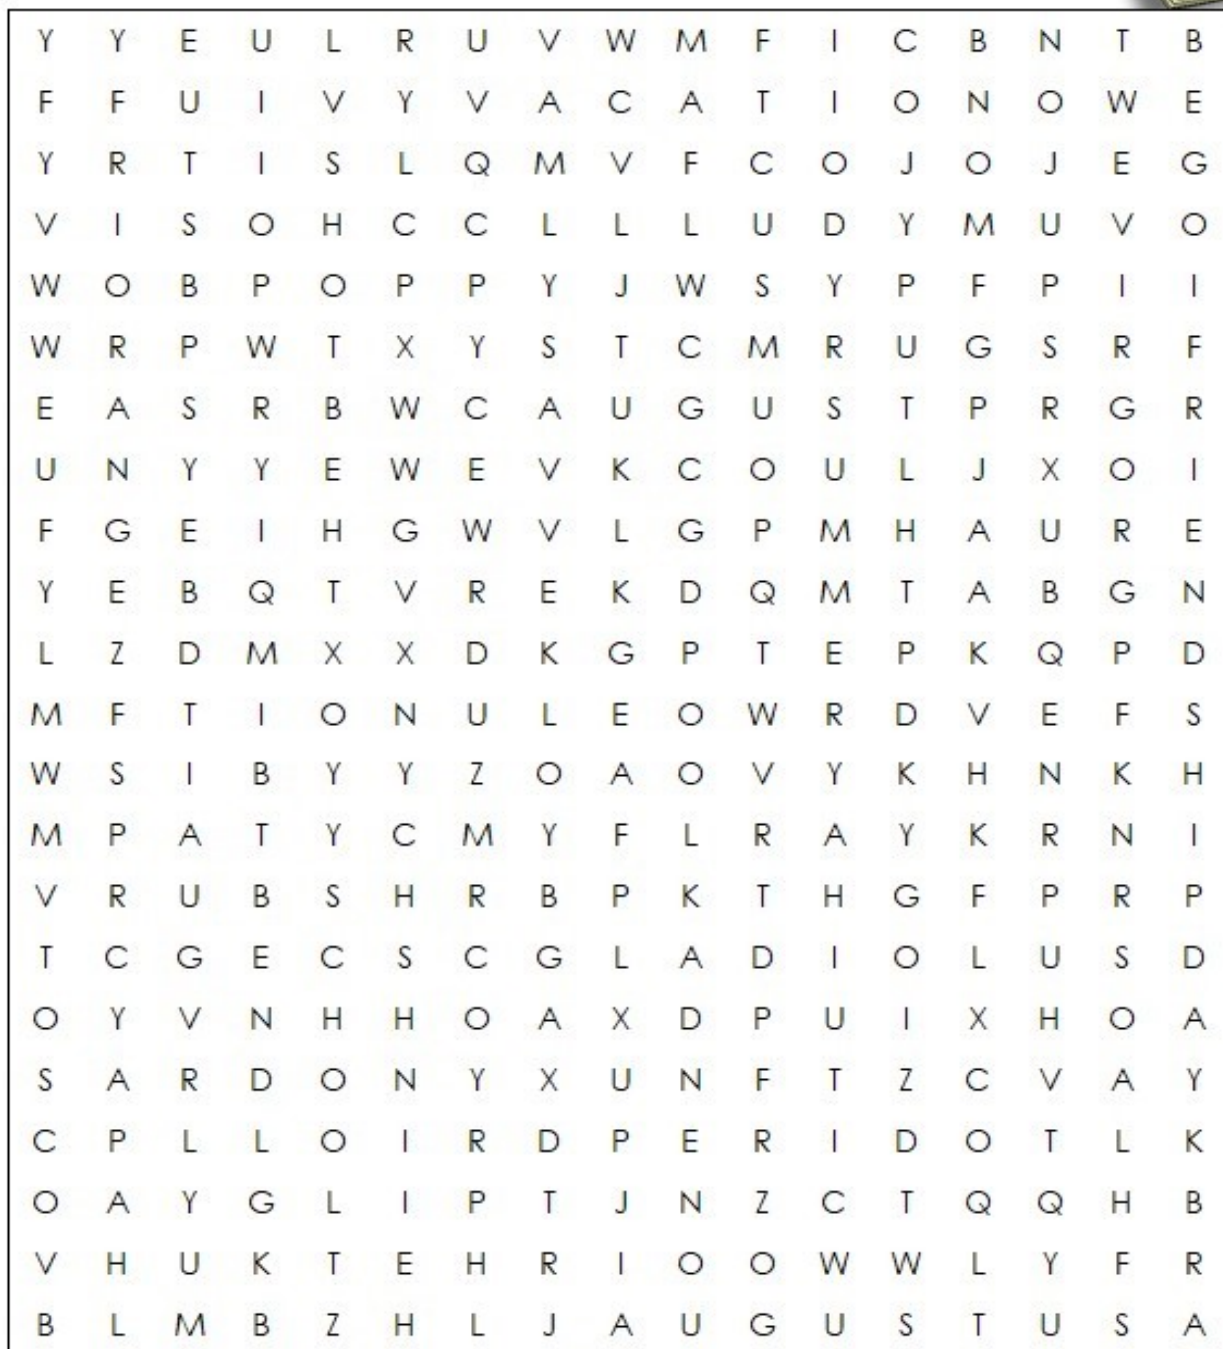 Y Y E U L R U V W M F I C B N T B
F F U I V Y V A C A T I O N O W E
Y R T I S L Q M V F C O J O J E G
V I S O H C C L L L U D Y M U V O
W O B P O P P Y J W S Y P F P I I
W R P W T X Y S T C M R U G S R F
E A S R B W C A U G U S T P R G R
U N Y Y E W E V K C O U L J X O I
F G E I H G W V L G P M H A U R E
Y E B Q T V R E K D Q M T A B G N
L Z D M X X D K G P T E P K Q P D
M F T I O N U L E O W R D V E F S
W S I B Y Y Z O A O V Y K H N K H
M P A T Y C M Y F L R A Y K R N I
V R U B S H R B P K T H G F P R P
T C G E C S C G L A D I O L U S D
O Y V N H H O A X D P U I X H O A
S A R D O N Y X U N F T Z C V A Y
C P L L O I R D P E R I D O T L K
O A Y G L I P T J N Z C T Q Q H B
V H U K T E H R I O O W W L Y F R
B L M B Z H L J A U G U S T U S A